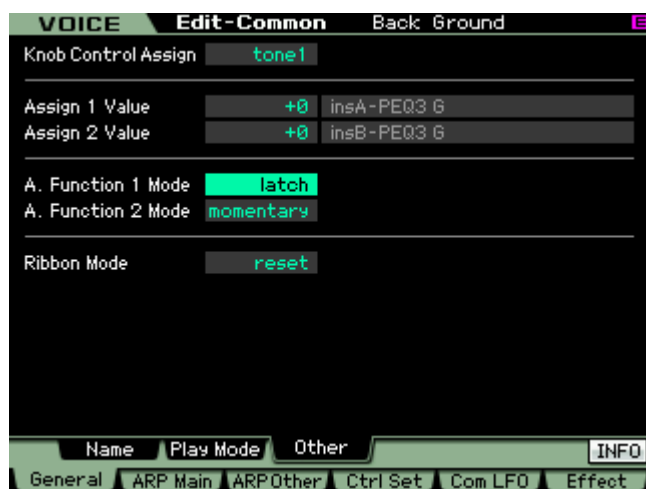 VOICE Edit-Common Back Ground E
Knob Control Assign tone1
Assign 1 Value +0 insA-PEQ3 G
Assign 2 Value +0 insB-PEQ3 G
A. Function 1 Mode latch
A. Function 2 Mode momentary
Ribbon Mode reset
Name Play Mode Other INFO
General ARP Main ARP Other Ctrl Set Com LFO Effect